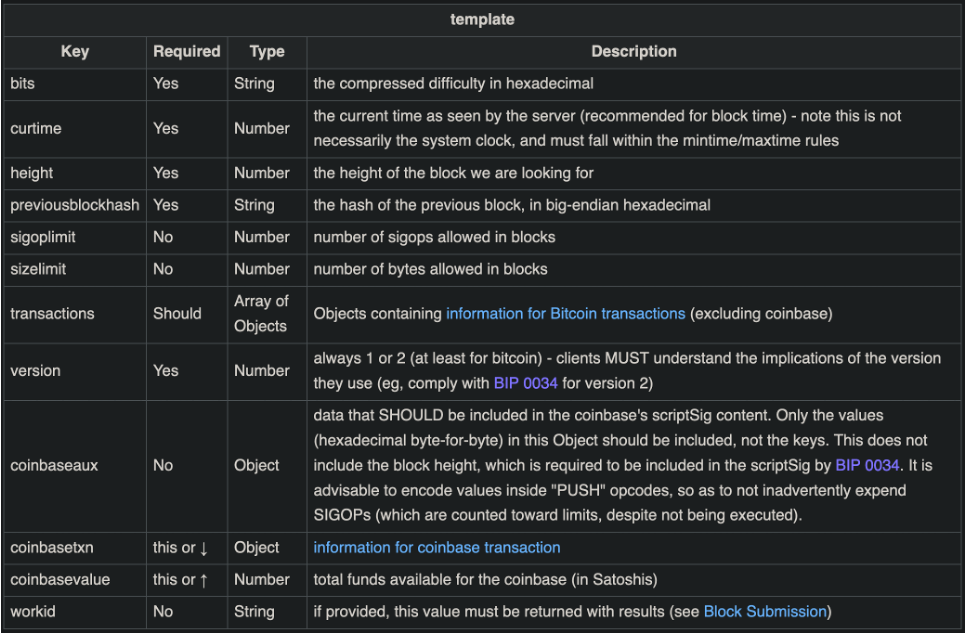 template
Key Required Type Description
bits Yes String the compressed difficulty in hexadecimal
curtime Yes Number the current time as seen by the server (recommended for block time) - note this is not
necessarily the system clock, and must fall within the mintime/maxtime rules
height Yes Number the height of the block we are looking for
previousblockhash Yes String the hash of the previous block, in big-endian hexadecimal
sigoplimit No Number number of sigops allowed in blocks
sizelimit No Number number of bytes allowed in blocks
transactions Should Array of
Objects Objects containing information for Bitcoin transactions (excluding coinbase)
version Yes Number always 1 or 2 (at least for bitcoin) - clients MUST understand the implications of the version
they use (eg, comply with BIP 0034 for version 2)
coinbaseaux No Object data that SHOULD be included in the coinbase's scriptSig content. Only the values
(hexadecimal byte-for-byte) in this Object should be included, not the keys. This does not
include the block height, which is required to be included in the scriptSig by BIP 0034. It is
advisable to encode values inside "PUSH" opcodes, so as to not inadvertently expend
SIGOPs (which are counted toward limits, despite not being executed).
coinbasetxn this or ↓ Object information for coinbase transaction
coinbasevalue this or ↑ Number total funds available for the coinbase (in Satoshis)
workid No String if provided, this value must be returned with results (see Block Submission)